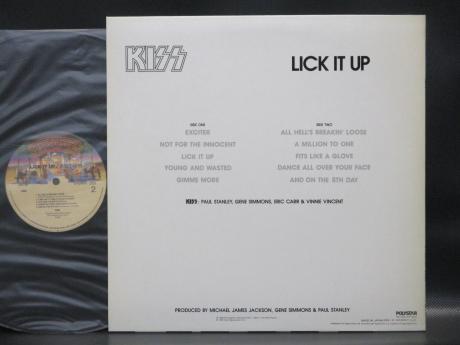 KISS
LICK IT UP
SIDE ONE
EXCITER
NOT FOR THE INNOCENT
LICK IT UP
YOUNG AND WASTED
GIMME MORE
SIDE TWO
ALL HELL'S BREAKIN' LOOSE
A MILLION TO ONE
FITS LIKE A GLOVE
DANCE ALL OVER YOUR FACE
AND ON THE 8TH DAY
KISS: PAUL STANLEY, GENE SIMMONS, ERIC CARR & VINNIE VINCENT
PRODUCED BY MICHAEL JAMES JACKSON, GENE SIMMONS & PAUL STANLEY
POLYSTAR
2